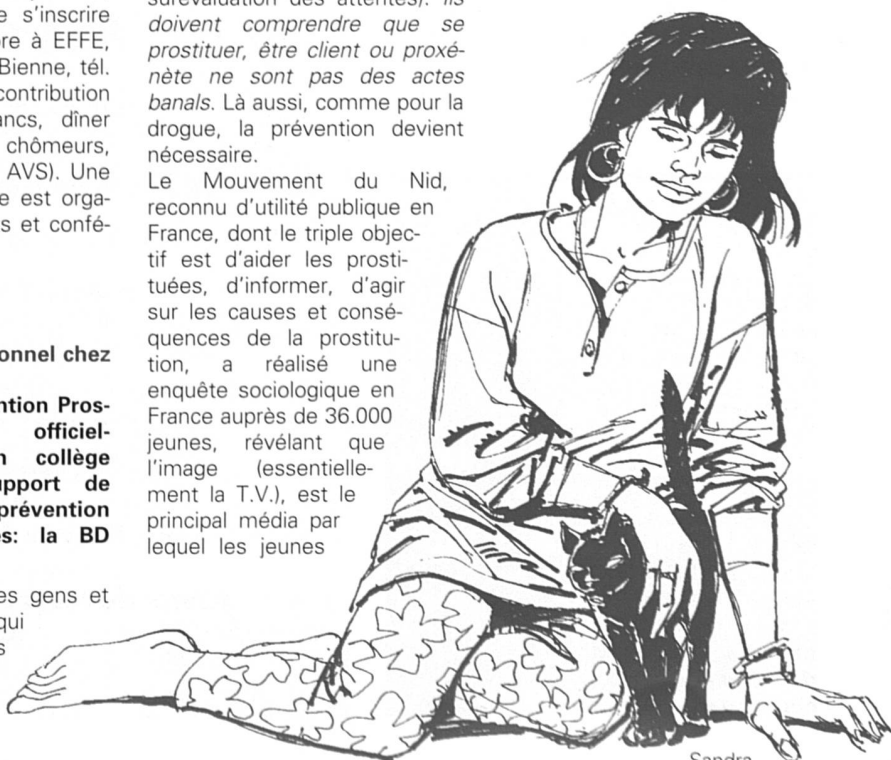 e s'inscrire
re à EFFE,
Bienne, tél.
contribution
ancs, dîner
chômeurs,
AVS). Une
e est orga-
s et confé-
onnel chez
ntion Pros-
officiel-
n collège
upport de
prévention
es: la BD
es gens et
qui
s
surévaluation des attentes). Ils
doivent comprendre que se
prostituer, être client ou proxé-
nète ne sont pas des actes
banals. Là aussi, comme pour la
drogue, la prévention devient
nécessaire.
Le Mouvement du Nid,
reconnu d'utilité publique en
France, dont le triple objec-
tif est d'aider les prosti-
tuées, d'informer, d'agir
sur les causes et consé-
quences de la prostitu-
tion, a réalisé une
enquête sociologique en
France auprès de 36.000
jeunes, révélant que
l'image (essentielle-
ment la T.V.), est le
principal média par
lequel les jeunes
Sandra